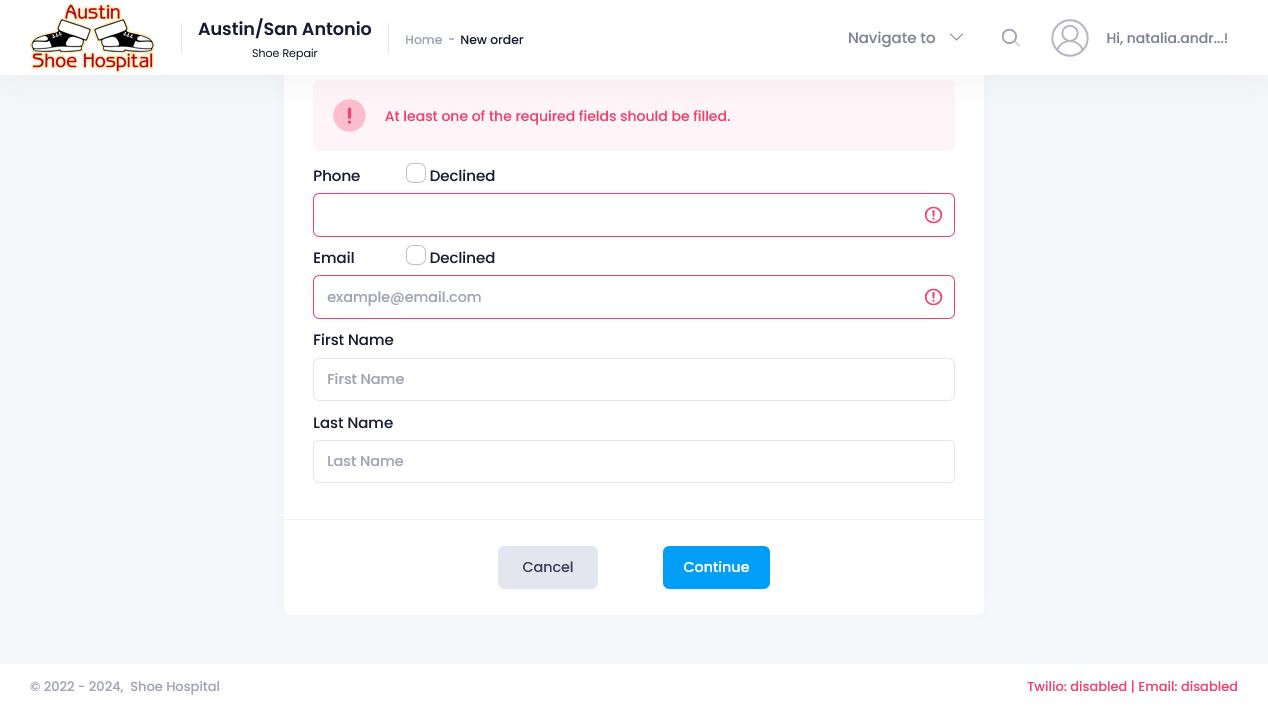 Austin
Shoe Hospital
Austin/San Antonio
Shoe Repair
Home - New order
Navigate to
Hi, natalia.andr...!
At least one of the required fields should be filled.
Phone
Declined
Email
Declined
example@email.com
First Name
First Name
Last Name
Last Name
Cancel
Continue
© 2022 - 2024, Shoe Hospital
Twilio: disabled | Email: disabled